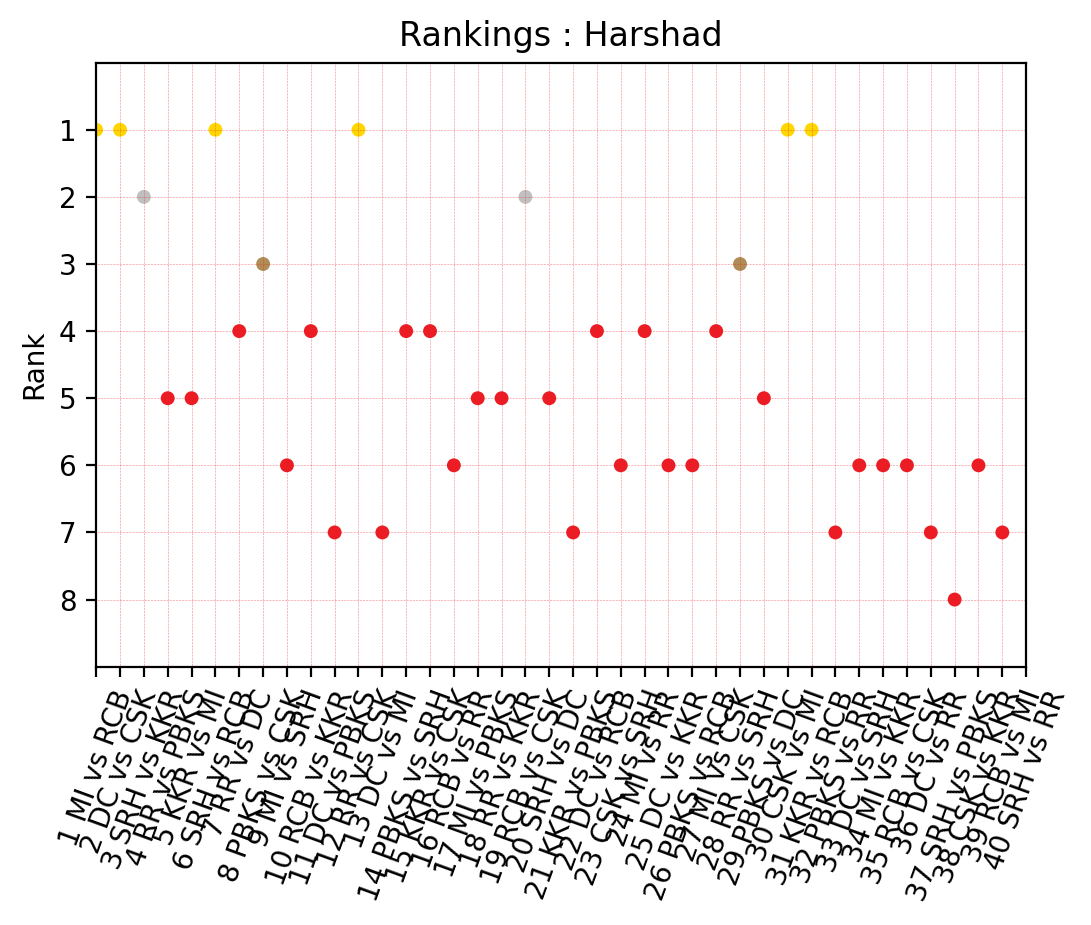 Rankings : Harshad
Rank
1
2
3
4
5
6
7
8
1 MI vs RCB
2 DC vs CSK
3 SRH vs KKR
4 RR vs PBKS
5 KKR vs MI
6 SRH vs RCB
7 RR vs DC
8 PBKS vs CSK
9 MI vs SRH
10 RCB vs KKR
11 DC vs PBKS
12 RR vs CSK
13 DC vs MI
14 PBKS vs SRH
15 KKR vs CSK
16 RCB vs RR
17 MI vs PBKS
18 RR vs KKR
19 RCB vs CSK
20 SRH vs DC
21 KKR vs PBKS
22 DC vs RCB
23 CSK vs SRH
24 MI vs RR
25 DC vs KKR
26 PBKS vs RCB
27 MI vs CSK
28 RR vs SRH
29 PBKS vs DC
30 CSK vs MI
31 KKR vs RCB
32 PBKS vs RR
33 DC vs SRH
34 MI vs KKR
35 RCB vs CSK
36 DC vs RR
37 SRH vs PBKS
38 CSK vs KKR
39 RCB vs MI
40 SRH vs RR